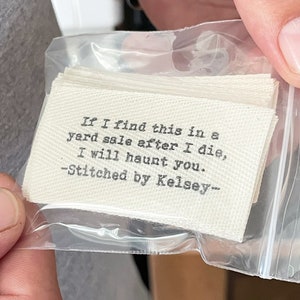 If I find this in a
yard sale after I die,
I will haunt you.
-Stitched by Kelsey-